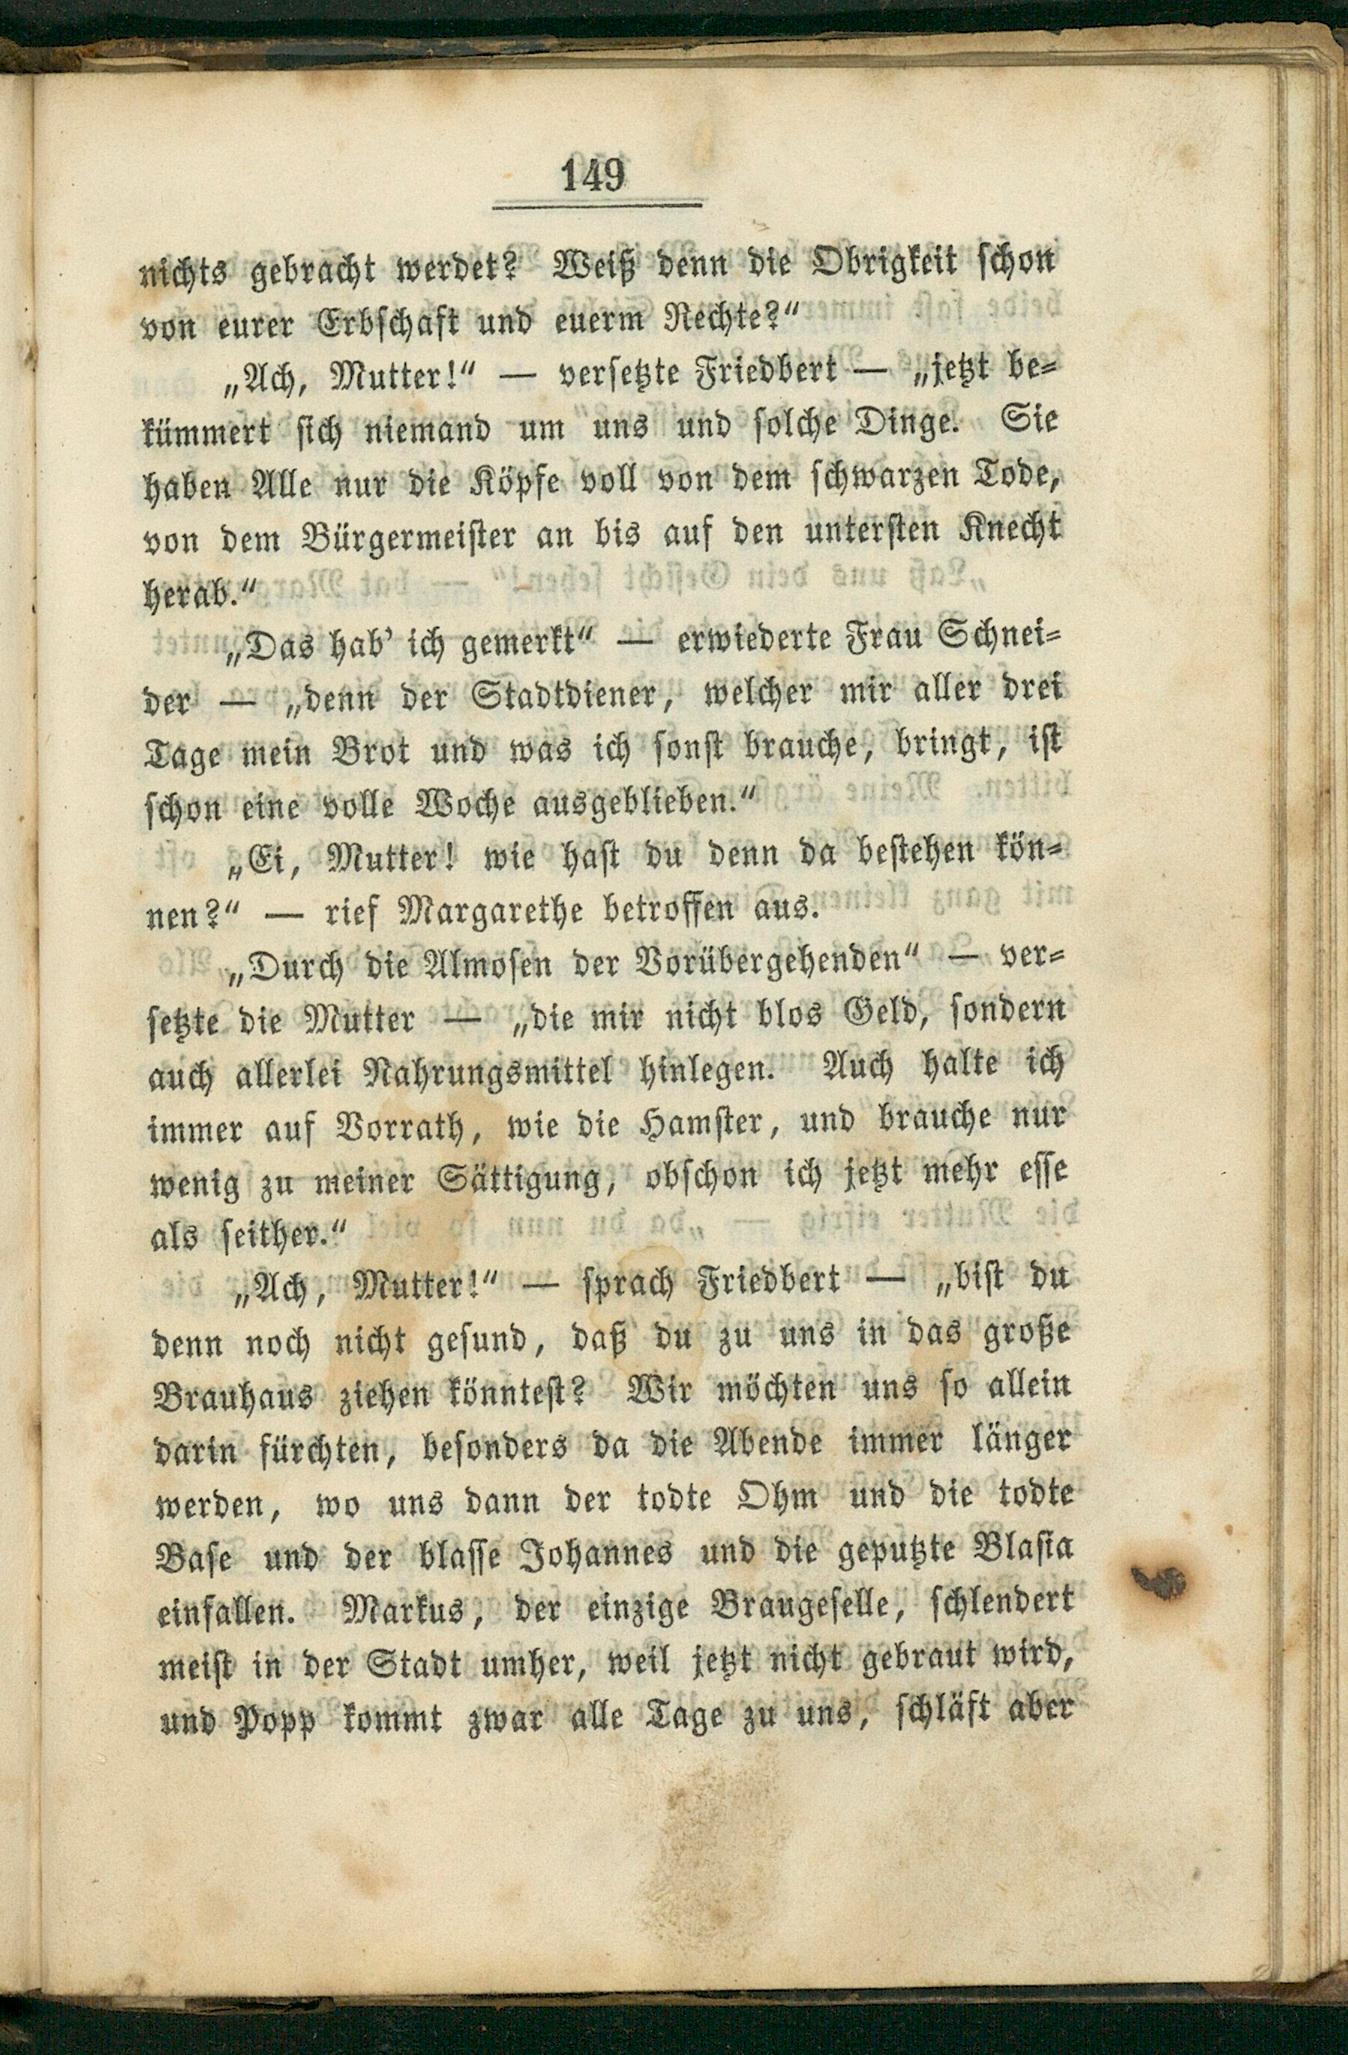 149
nichts gebracht werdet? Weiß denn die Obrigkeit schon
von eurer Erbschaft und euerm Rechte?“
„Ach, Mutter!“ — versetzte Friedbert — „jetzt be-
kümmert sich niemand um uns und solche Dinge. Sie
haben Alle nur die Köpfe voll von dem schwarzen Tode,
von dem Bürgermeister an bis auf den untersten Knecht
herab.“
„Das hab’ ich gemerkt“ — erwiederte Frau Schnei-
der — „denn der Stadtdiener, welcher mir aller drei
Tage mein Brot und was ich sonst brauche, bringt, ist
schon eine volle Woche ausgeblieben.“
„Ei, Mutter! wie hast du denn da bestehen kön-
nen?“ — rief Margarethe betroffen aus.
„Durch die Almosen der Vorübergehenden“ — ver-
setzte die Mutter — „die mir nicht blos Geld, sondern
auch allerlei Nahrungsmittel hinlegen. Auch halte ich
immer auf Vorrath, wie die Hamster, und brauche nur
wenig zu meiner Sättigung, obschon ich jetzt mehr esse
als seither.“
„Ach, Mutter!“ — sprach Friedbert — „bist du
denn noch nicht gesund, daß du zu uns in das große
Brauhaus ziehen könntest? Wir möchten uns so allein
darin fürchten, besonders da die Abende immer länger
werden, wo uns dann der todte Ohm und die todte
Base und der blasse Johannes und die geputzte Blasia
einfallen. Markus, der einzige Braugeselle, schlendert
meist in der Stadt umher, weil jetzt nicht gebraut wird,
und Popp kommt zwar alle Tage zu uns, schläft aber